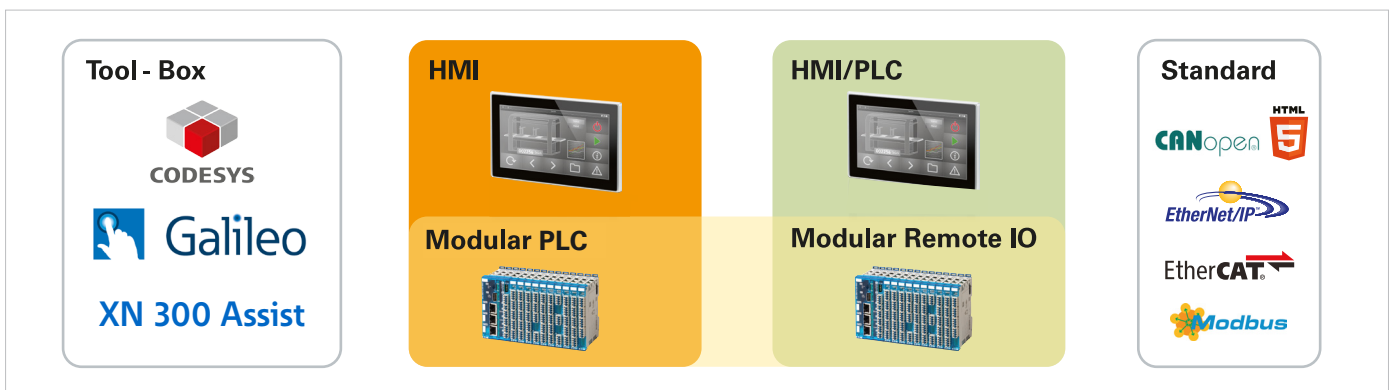 Tool - Box
CODESYS
Galileo
XN 300 Assist
HMI
Modular PLC
HMI/PLC
Modular Remote IO
Standard
HTML
5
CANopen
EtherNet/IP
EtherCAT®
Modbus